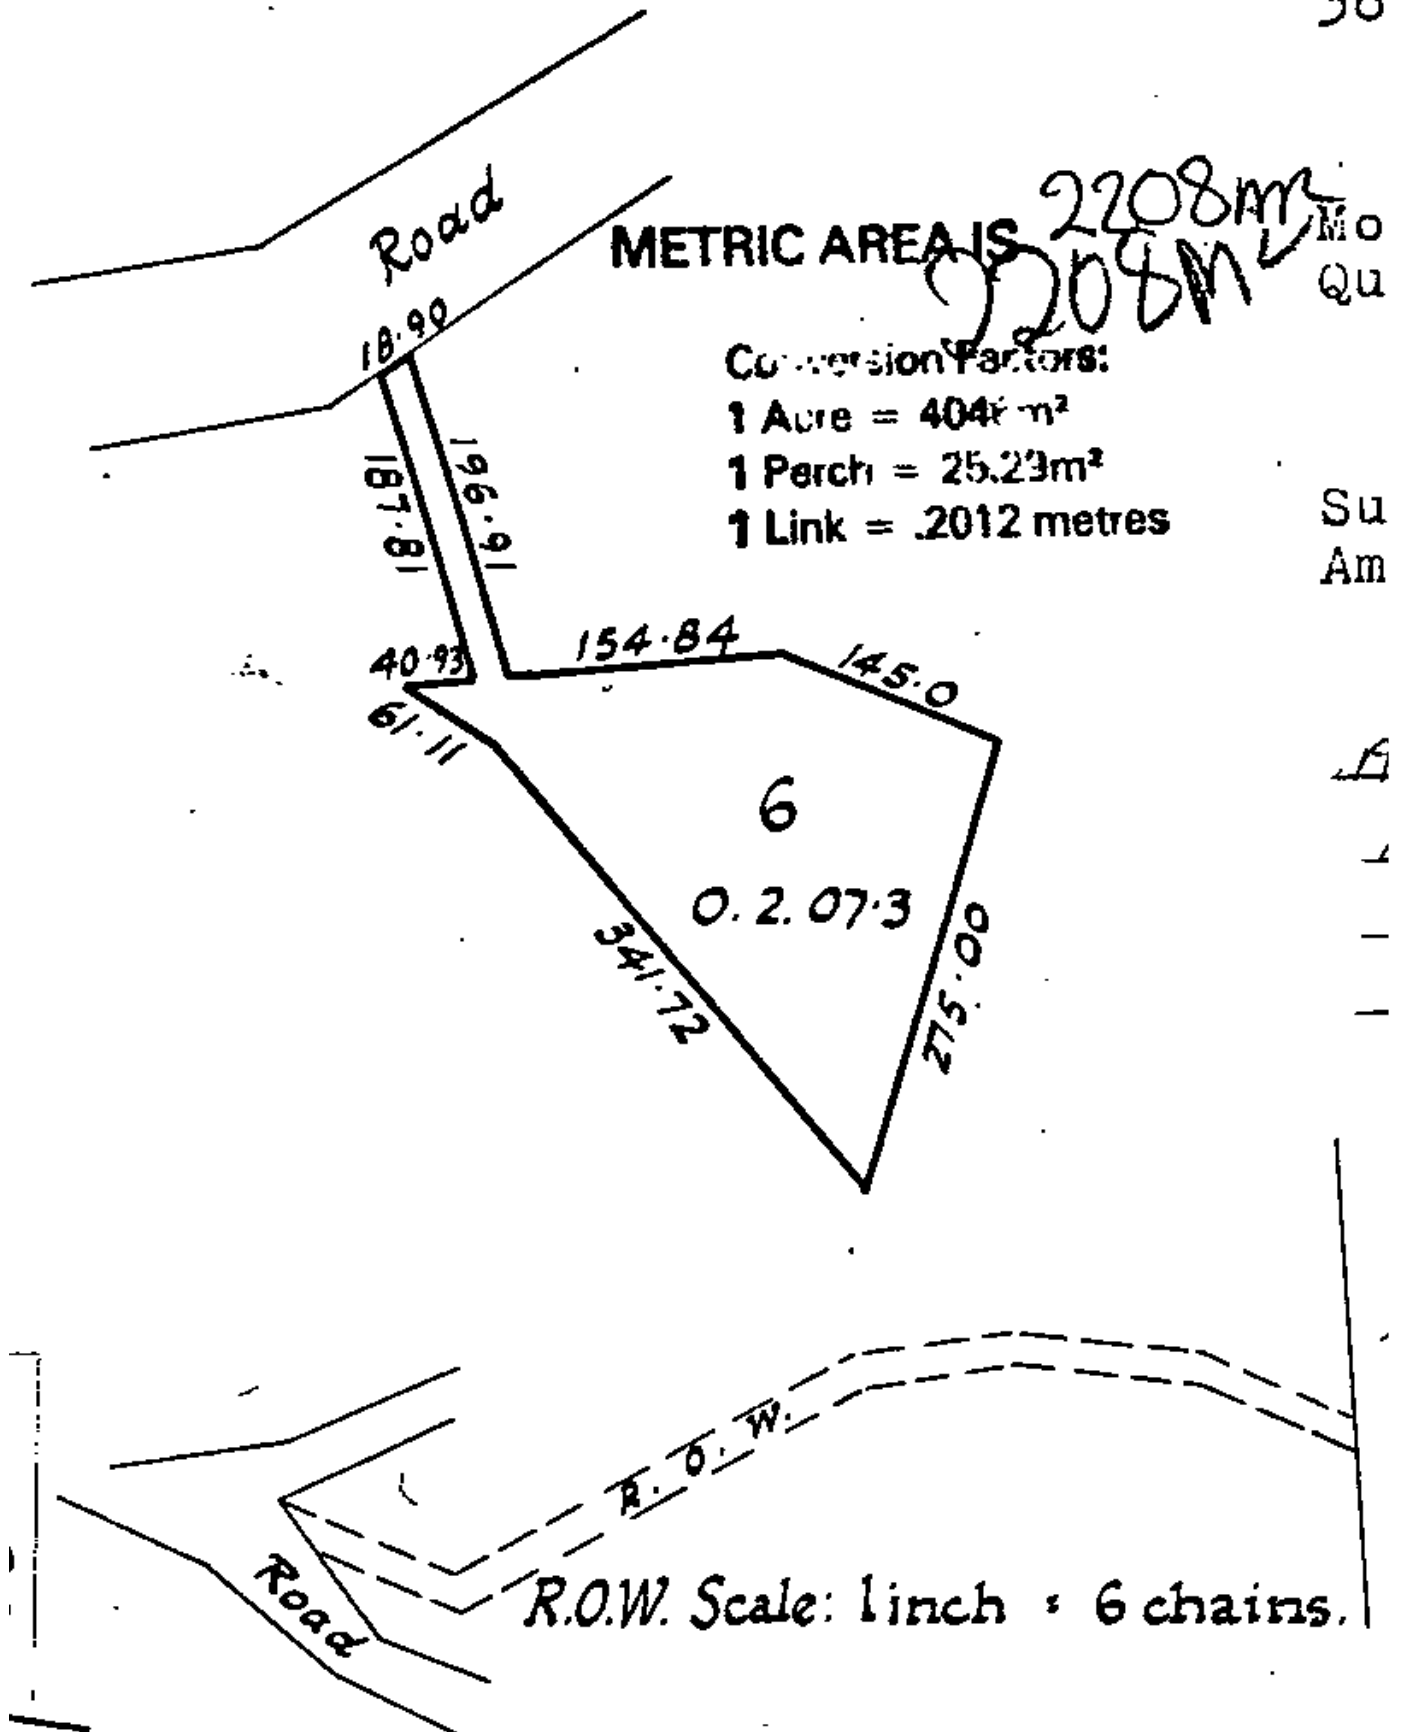 Road
METRIC AREA IS 2208m²
2208M
Mo
Qu
18.90
Conversion Factors:
1 Acre = 4046 m²
187.81
196.91
1 Perch = 25.29m²
1 Link = .2012 metres
Su
Am
40.93
154.84
145.0
61.11
6
0. 2. 07.3
341.72
275.00
R. O. W.
Road
R.O.W. Scale: 1inch = 6 chains.